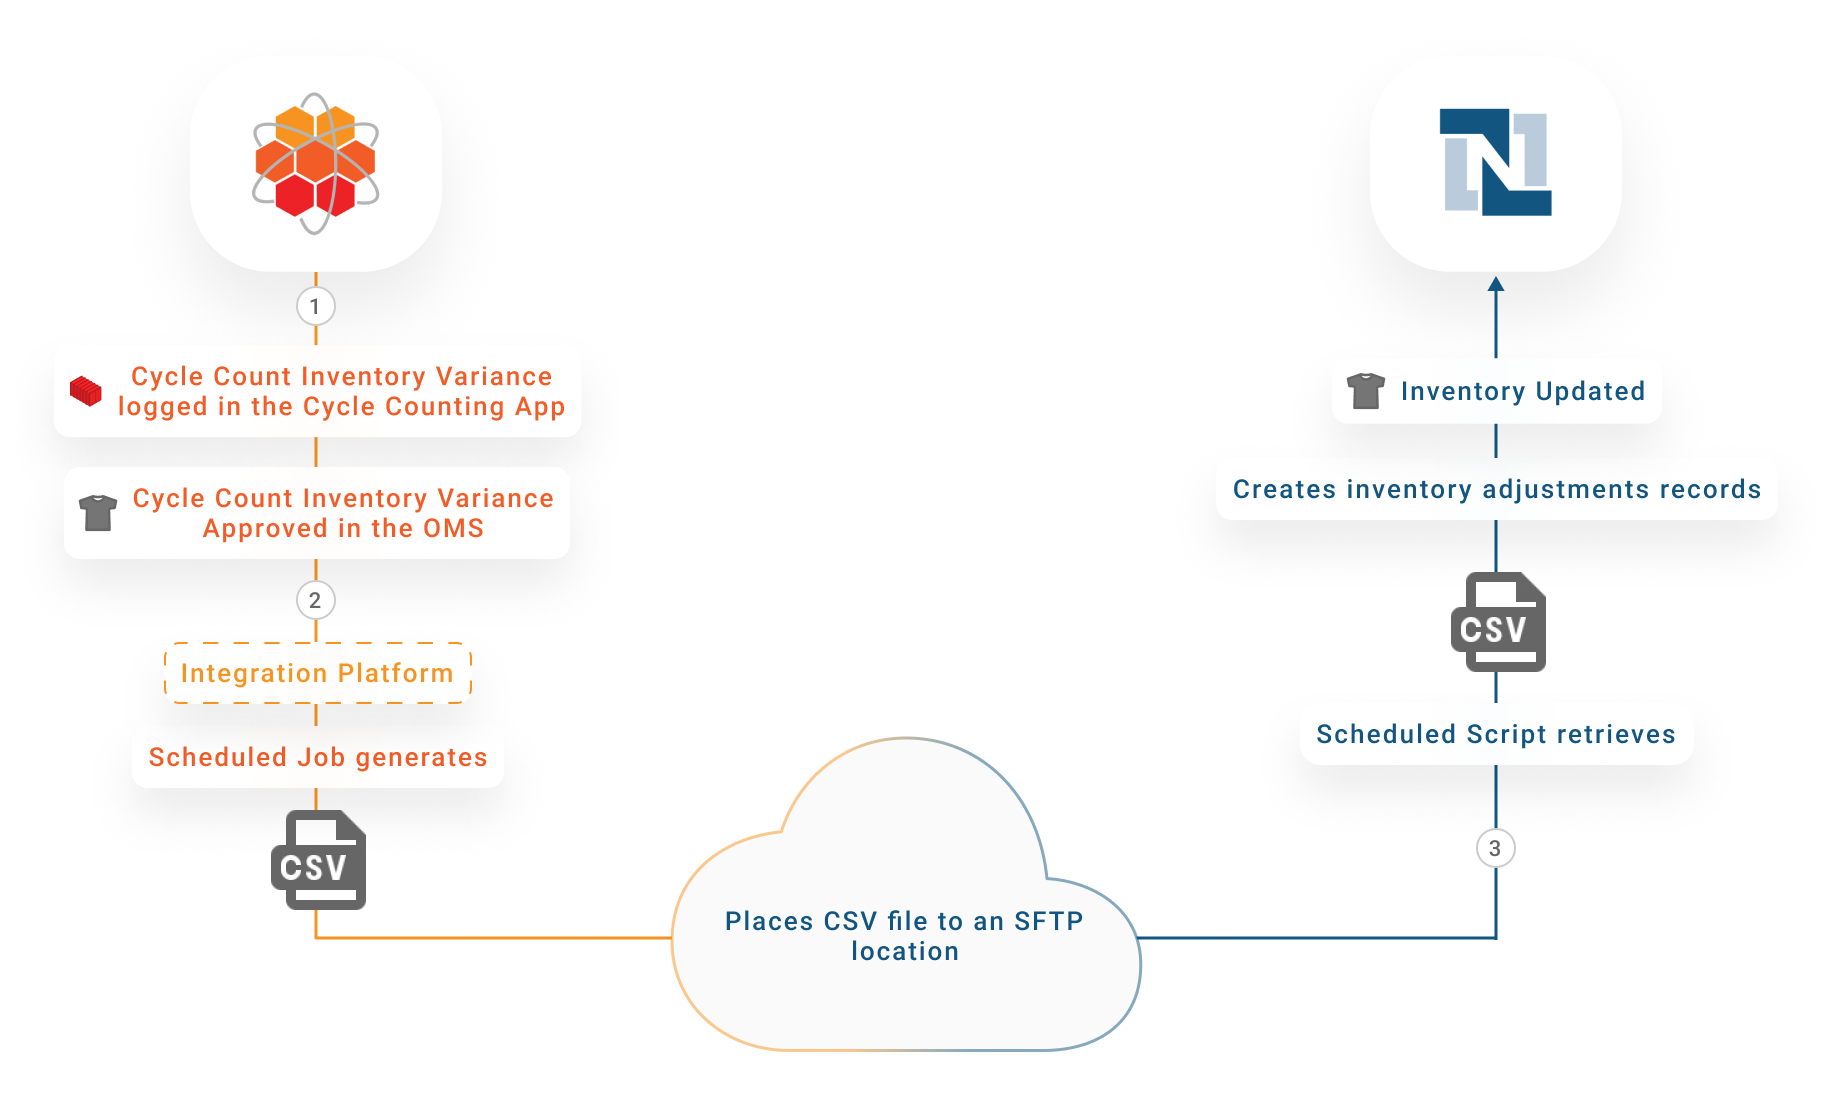 1
Cycle Count Inventory Variance
logged in the Cycle Counting App
Cycle Count Inventory Variance
Approved in the OMS
2
Integration Platform
Scheduled Job generates
CSV
Places CSV file to an SFTP
location
N
Inventory Updated
Creates inventory adjustments records
CSV
Scheduled Script retrieves
3